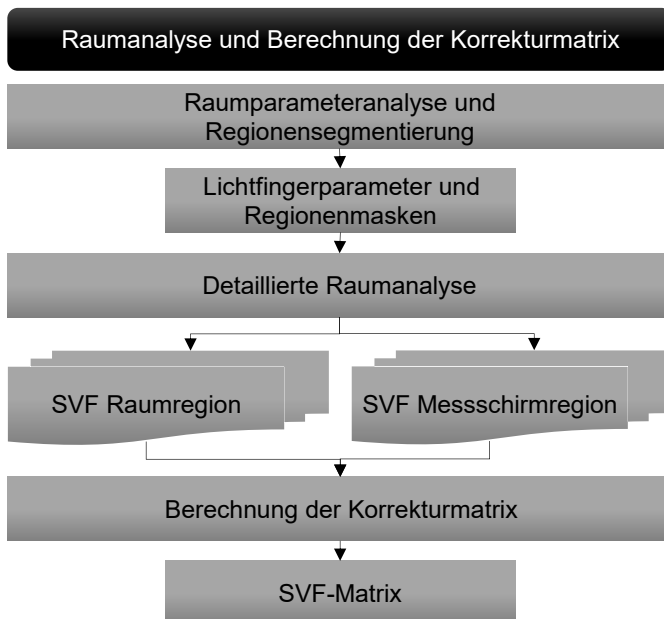 Raumanalyse und Berechnung der Korrekturmatrix
Raumparameteranalyse und
Regionensegmentierung
Lichtfingerparameter und
Regionenmasken
Detaillierte Raumanalyse
SVF Raumregion
SVF Messschirmregion
Berechnung der Korrekturmatrix
SVF-Matrix